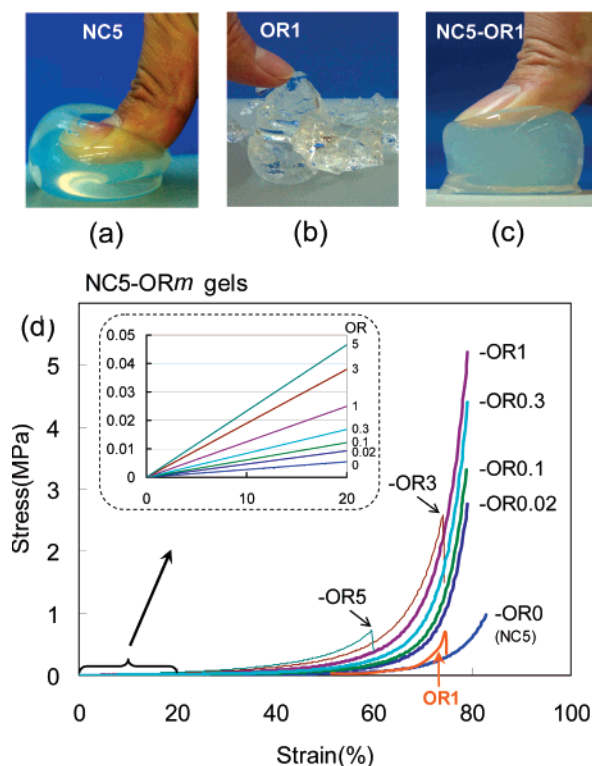 NC5
OR1
NC5-OR1
(a)
(b)
(c)
NC5-ORm gels
(d)
OR
0.05
0.04
0.03
0.02
0.01
0
5
3
1
0.3
0.1
0.02
0
0
10
20
-OR1
-OR0.3
-OR0.1
-OR0.02
-OR3
-OR5
-OR0
(NC5)
OR1
5
4
3
2
1
0
Stress(MPa)
0
20
40
60
80
100
Strain(%)